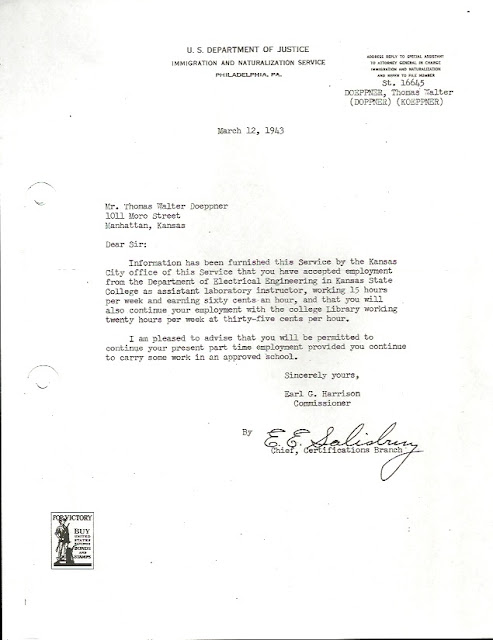 U. S. DEPARTMENT OF JUSTICE
IMMIGRATION AND NATURALIZATION SERVICE
PHILADELPHIA, PA.
ADDRESS REPLY TO SPECIAL ASSISTANT
TO ATTORNEY GENERAL IN CHARGE
IMMIGRATION AND NATURALIZATION
AND REFER TO FILE NUMBER
St. 16645
DOEPPNER, Thomas Walter
(DOPPNER) (KOEPPNER)
March 12, 1943
Mr. Thomas Walter Doeppner
1011 Moro Street
Manhattan, Kansas
Dear Sir:
Information has been furnished this Service by the Kansas
City office of this Service that you have accepted employment
from the Department of Electrical Engineering in Kansas State
College as assistant laboratory instructor, working 15 hours
per week and earning sixty cents an hour, and that you will
also continue your employment with the college Library working
twenty hours per week at thirty-five cents per hour.
I am pleased to advise that you will be permitted to
continue your present part time employment provided you continue
to carry some work in an approved school.
Sincerely yours,
Earl G. Harrison
Commissioner
By E. E. Salisbury
Chief, Certifications Branch
FOR VICTORY
BUY
UNITED
STATES
BONDS
AND
STAMPS